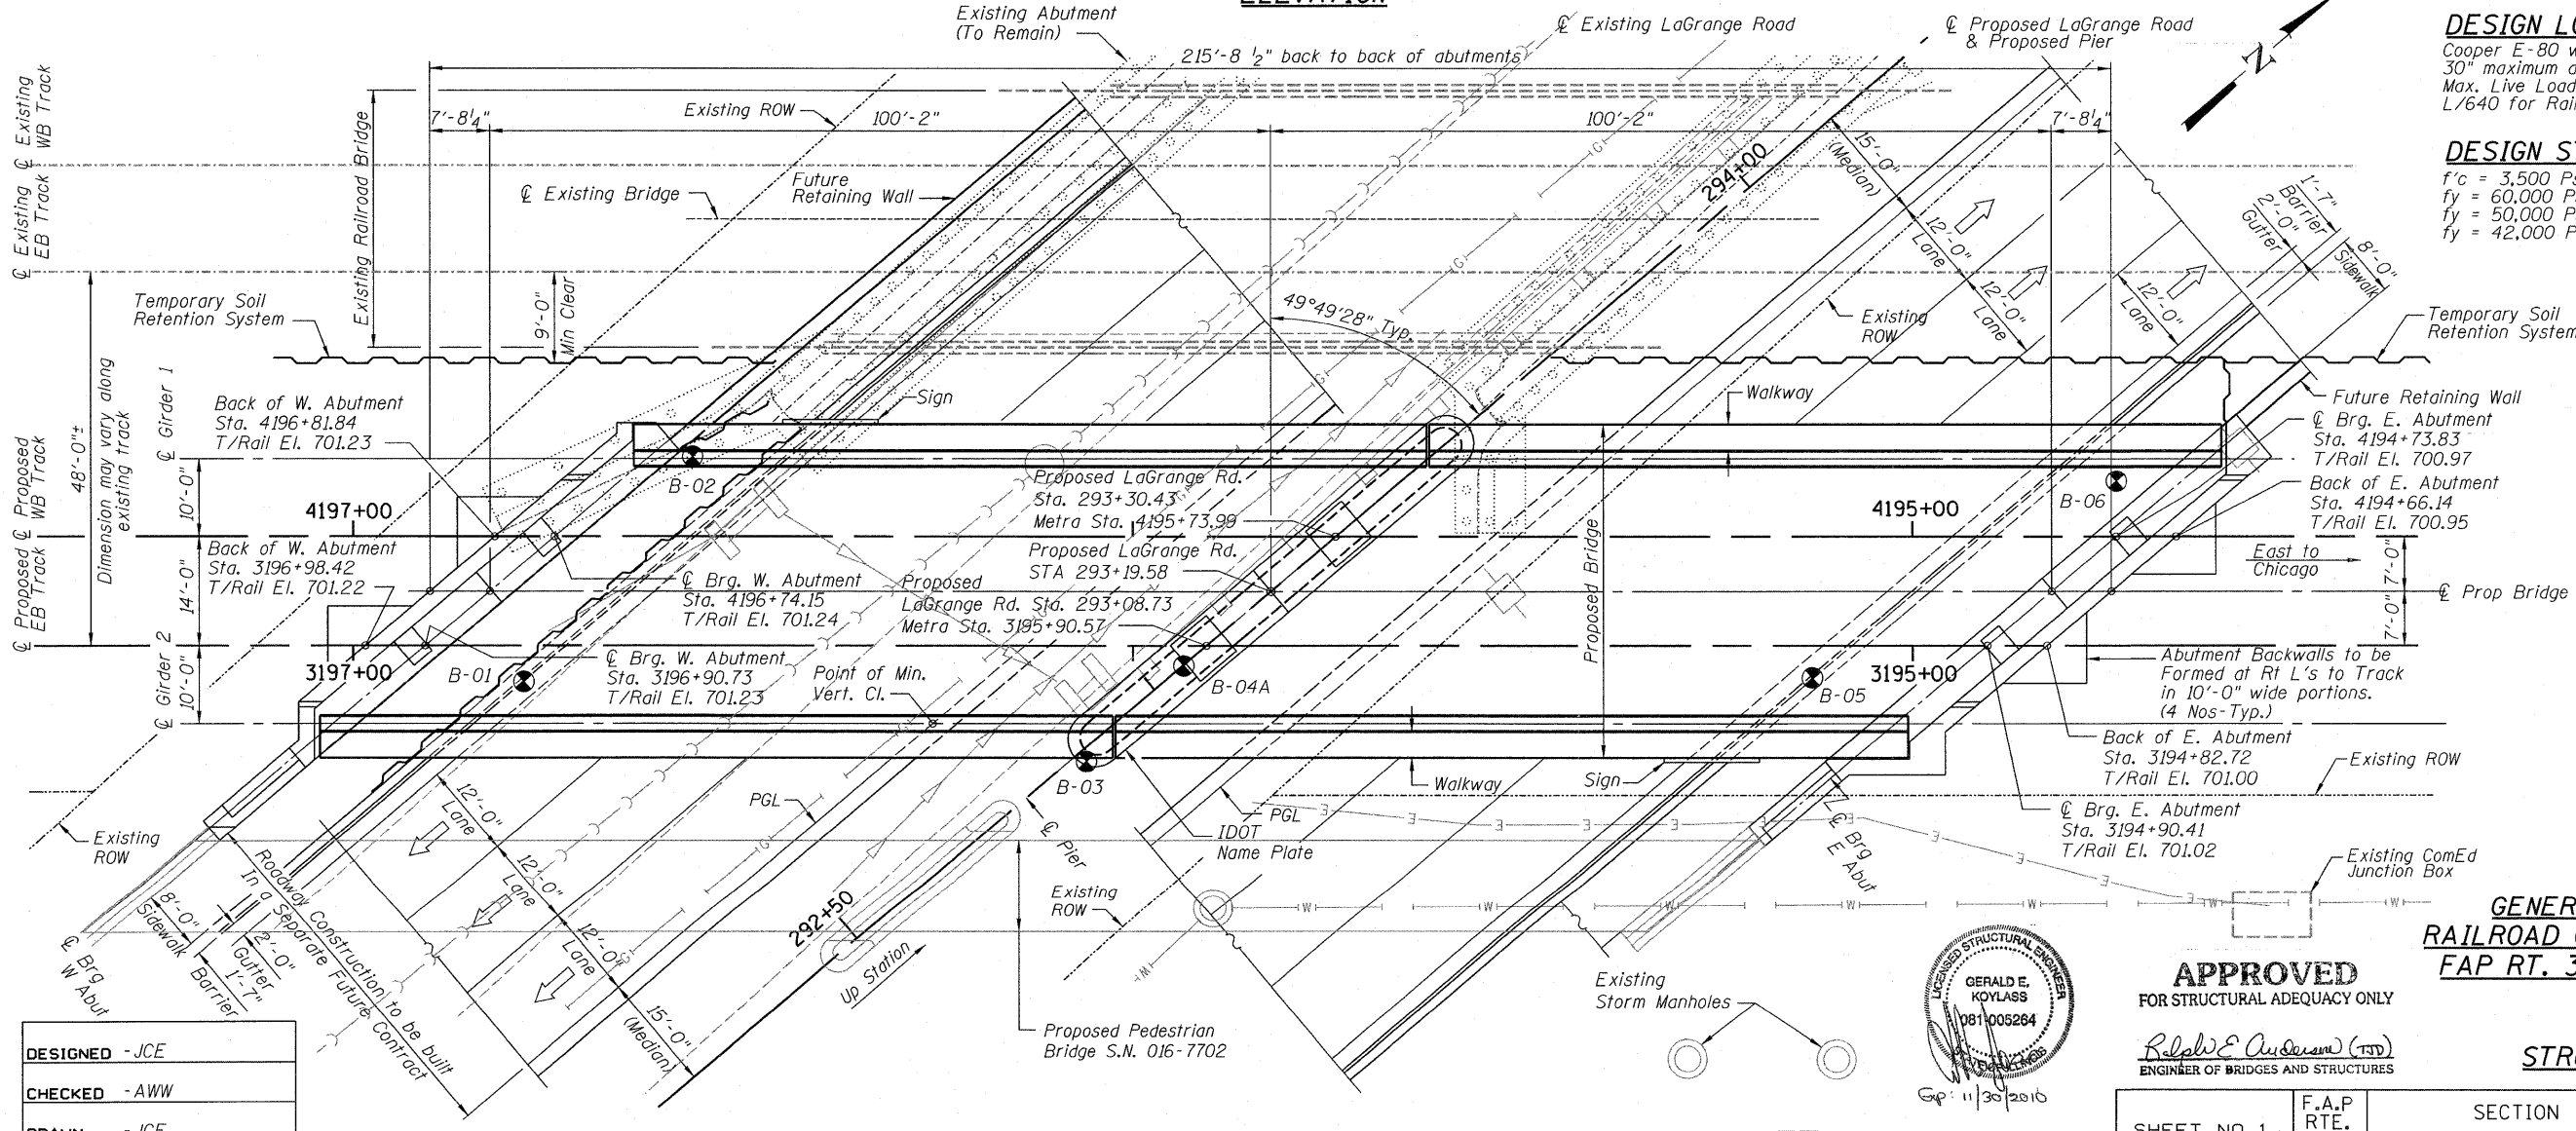 ELEVATION
Existing Abutment
(To Remain)
℄ Existing LaGrange Road
℄ Proposed LaGrange Road
& Proposed Pier
215'-8 ½" back to back of abutments
N
DESIGN
Cooper E-80
30" maximum
Max. Live Load
L/640 for
DESIGN
f'c = 3,500
fy = 60,000
fy = 50,000
fy = 42,000
℄ Existing
WB Track
℄ Existing
EB Track
Existing Railroad Bridge
7'-8¼"
Existing ROW
100'-2"
100'-2"
7'-8¼"
℄ Existing Bridge
Future
Retaining Wall
294+00
15'-0"
(Median)
12'-0"
Lane
12'-0"
Lane
12'-0"
Lane
1'-7"
Barrier
2'-0"
Gutter
8'-0"
Sidewalk
Temporary Soil
Retention System
9'-0"
Min Clear
49°49'28" Typ.
Existing
ROW
Temporary Soil
Retention System
48'-0"±
Dimension may vary along
existing track
℄ Girder 1
10'-0"
Back of W. Abutment
Sta. 4196+81.84
T/Rail El. 701.23
Sign
Walkway
Future Retaining Wall
℄ Brg. E. Abutment
Sta. 4194+73.83
T/Rail El. 700.97
B-02
Proposed LaGrange Rd.
Sta. 293+30.43
Metra Sta. 4195+73.99
B-06
Back of E. Abutment
Sta. 4194+66.14
T/Rail El. 700.95
℄ Proposed
WB Track
4197+00
4195+00
Proposed Bridge
14'-0"
Back of W. Abutment
Sta. 3196+98.42
T/Rail El. 701.22
Proposed LaGrange Rd.
STA 293+19.58
East to
Chicago
7'-0"
℄ Prop Bridge
7'-0"
℄ Brg. W. Abutment
Sta. 4196+74.15
T/Rail El. 701.24
Proposed
LaGrange Rd. Sta. 293+08.73
Metra Sta. 3195+90.57
℄ Proposed
EB Track
℄ Girder 2
10'-0"
3197+00
B-01
℄ Brg. W. Abutment
Sta. 3196+90.73
T/Rail El. 701.23
Point of Min.
Vert. Cl.
B-04A
B-05
3195+00
Abutment Backwalls to be
Formed at Rt L's to Track
in 10'-0" wide portions.
(4 Nos-Typ.)
Back of E. Abutment
Sta. 3194+82.72
T/Rail El. 701.00
Existing ROW
B-03
Walkway
Sign
PGL
PGL
IDOT
Name Plate
℄ Pier
℄ Brg
E Abut
℄ Brg. E. Abutment
Sta. 3194+90.41
T/Rail El. 701.02
Existing
ROW
12'-0"
Lane
12'-0"
Lane
12'-0"
Lane
15'-0"
(Median)
Roadway Construction to be built
In a Separate Future Contract
8'-0"
Sidewalk
2'-0"
Gutter
1'-7"
Barrier
℄ Brg
W Abut
292+50
Up Station
Existing
ROW
Existing ComEd
Junction Box
Proposed Pedestrian
Bridge S.N. 016-7702
Existing
Storm Manholes
LICENSED STRUCTURAL ENGINEER
GERALD E.
KOYLASS
081-005264
Exp: 11/30/2010
APPROVED
FOR STRUCTURAL ADEQUACY ONLY
Ralph E Anderson (TJD)
ENGINEER OF BRIDGES AND STRUCTURES
RAILROAD
FAP RT.
DESIGNED - JCE
CHECKED - AWW
DRAWN - JCE
SHEET NO.1
F.A.P
RTE.
SECTION